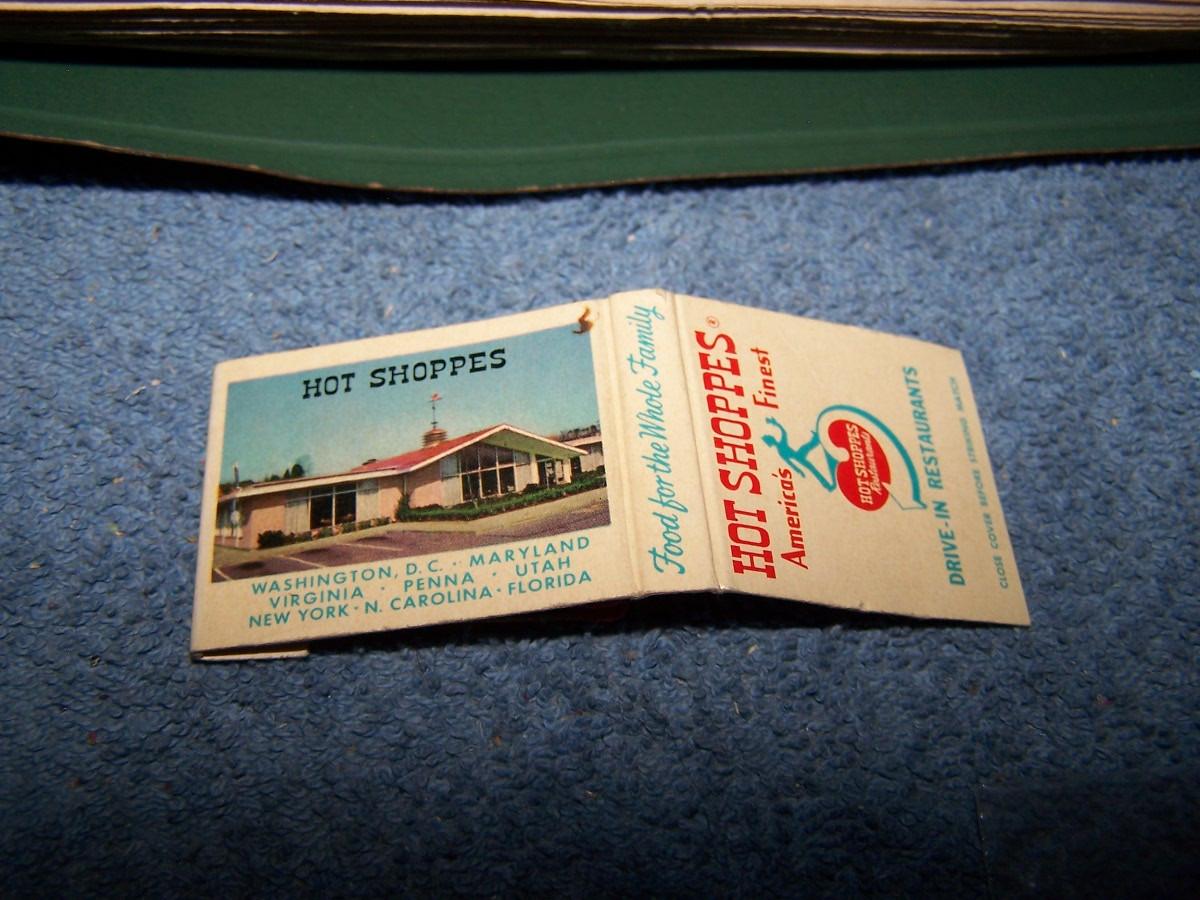 HOT SHOPPES
WASHINGTON, D.C. · MARYLAND
VIRGINIA · PENNA · UTAH
NEW YORK · N. CAROLINA · FLORIDA
Food for the Whole Family
HOT SHOPPES®
America's Finest
HOT SHOPPES
Restaurants
DRIVE-IN RESTAURANTS
CLOSE COVER BEFORE STRIKING MATCH